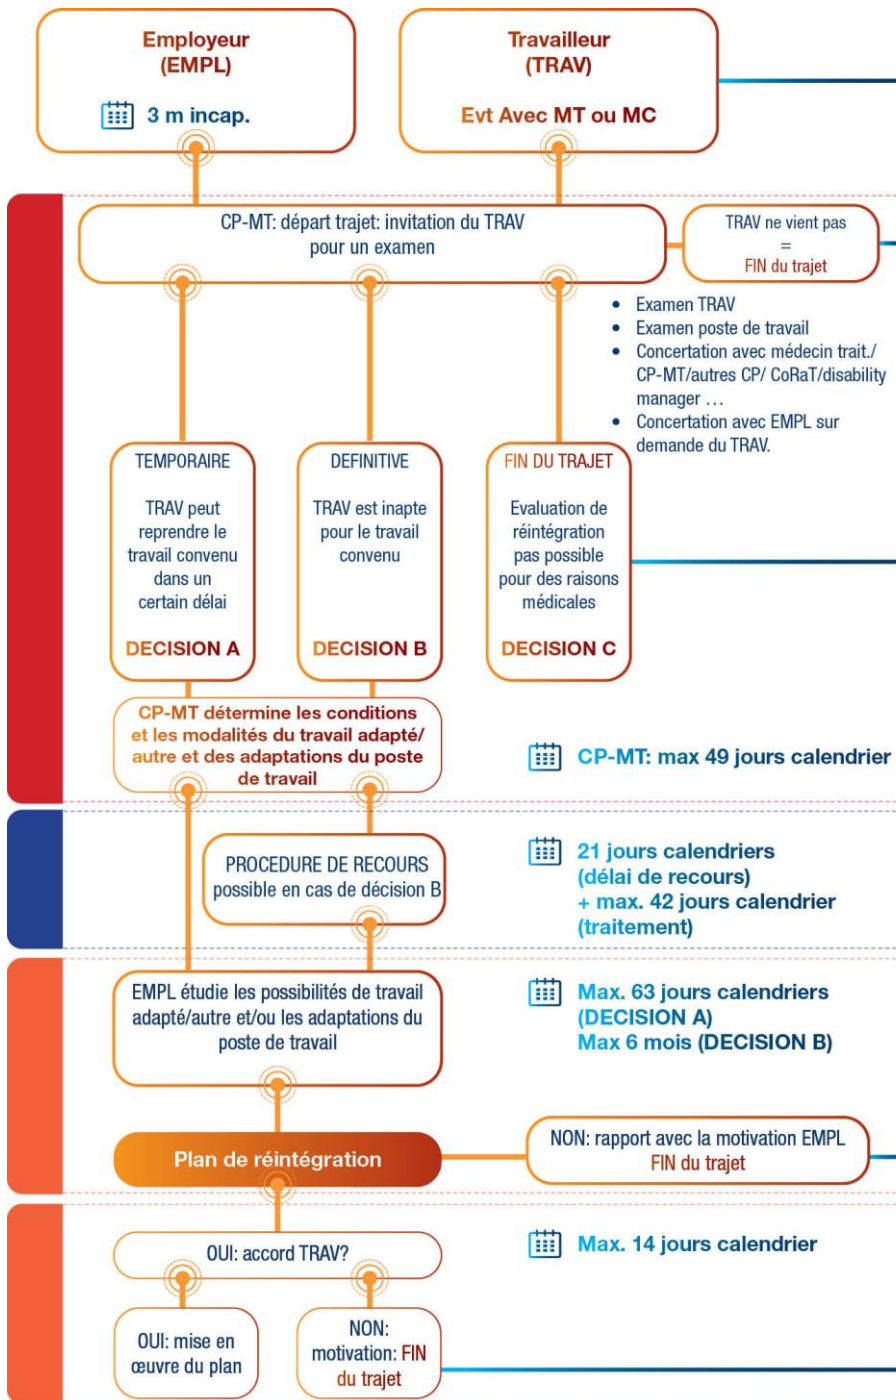 Employeur
(EMPL)
3 m incap.
Travailleur
(TRAV)
Evt Avec MT ou MC
CP-MT: départ trajet: invitation du TRAV
pour un examen
TRAV ne vient pas
=
FIN du trajet
• Examen TRAV
• Examen poste de travail
• Concertation avec médecin trait./
CP-MT/autres CP/ CoRaT/disability
manager …
• Concertation avec EMPL sur
demande du TRAV.
TEMPORAIRE
TRAV peut
reprendre le
travail convenu
dans un
certain délai
DECISION A
DEFINITIVE
TRAV est inapte
pour le travail
convenu
DECISION B
FIN DU TRAJET
Evaluation de
réintégration
pas possible
pour des raisons
médicales
DECISION C
CP-MT détermine les conditions
et les modalités du travail adapté/
autre et des adaptations du poste
de travail
CP-MT: max 49 jours calendrier
PROCEDURE DE RECOURS
possible en cas de décision B
21 jours calendriers
(délai de recours)
+ max. 42 jours calendrier
(traitement)
EMPL étudie les possibilités de travail
adapté/autre et/ou les adaptations du
poste de travail
Max. 63 jours calendriers
(DECISION A)
Max 6 mois (DECISION B)
Plan de réintégration
NON: rapport avec la motivation EMPL
FIN du trajet
OUI: accord TRAV?
Max. 14 jours calendrier
OUI: mise en
œuvre du plan
NON:
motivation: FIN
du trajet